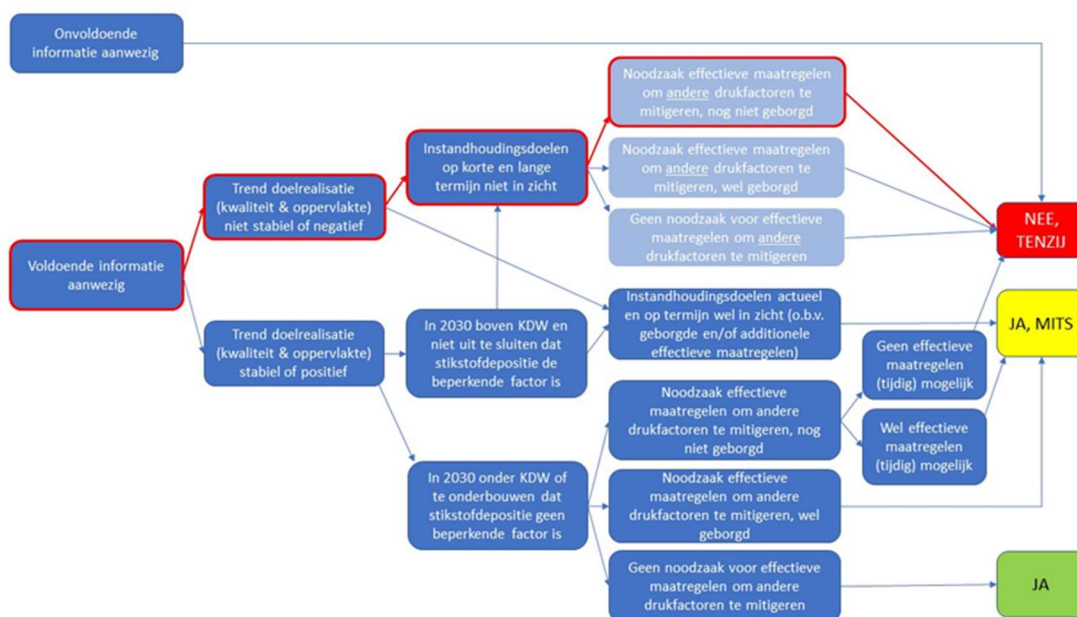 Onvoldoende
informatie aanwezig
Voldoende informatie
aanwezig
Trend doelrealisatie
(kwaliteit & oppervlakte)
niet stabiel of negatief
Trend doelrealisatie
(kwaliteit & oppervlakte)
stabiel of positief
Instandhoudingsdoelen
op korte en lange
termijn niet in zicht
In 2030 boven KDW en
niet uit te sluiten dat
stikstofdepositie de
beperkende factor is
In 2030 onder KDW of
te onderbouwen dat
stikstofdepositie geen
beperkende factor is
Noodzaak effectieve maatregelen
om andere drukfactoren te
mitigeren, nog niet geborgd
Noodzaak effectieve maatregelen
om andere drukfactoren te
mitigeren, wel geborgd
Geen noodzaak voor effectieve
maatregelen om andere
drukfactoren te mitigeren
Instandhoudingsdoelen actueel
en op termijn wel in zicht (o.b.v.
geborgde en/of additionele
effectieve maatregelen)
Noodzaak effectieve
maatregelen om andere
drukfactoren te mitigeren, nog
niet geborgd
Noodzaak effectieve
maatregelen om andere
drukfactoren te mitigeren, wel
geborgd
Geen noodzaak voor effectieve
maatregelen om andere
drukfactoren te mitigeren
Geen effectieve
maatregelen
(tijdig) mogelijk
Wel effectieve
maatregelen
(tijdig) mogelijk
NEE,
TENZIJ
JA, MITS
JA